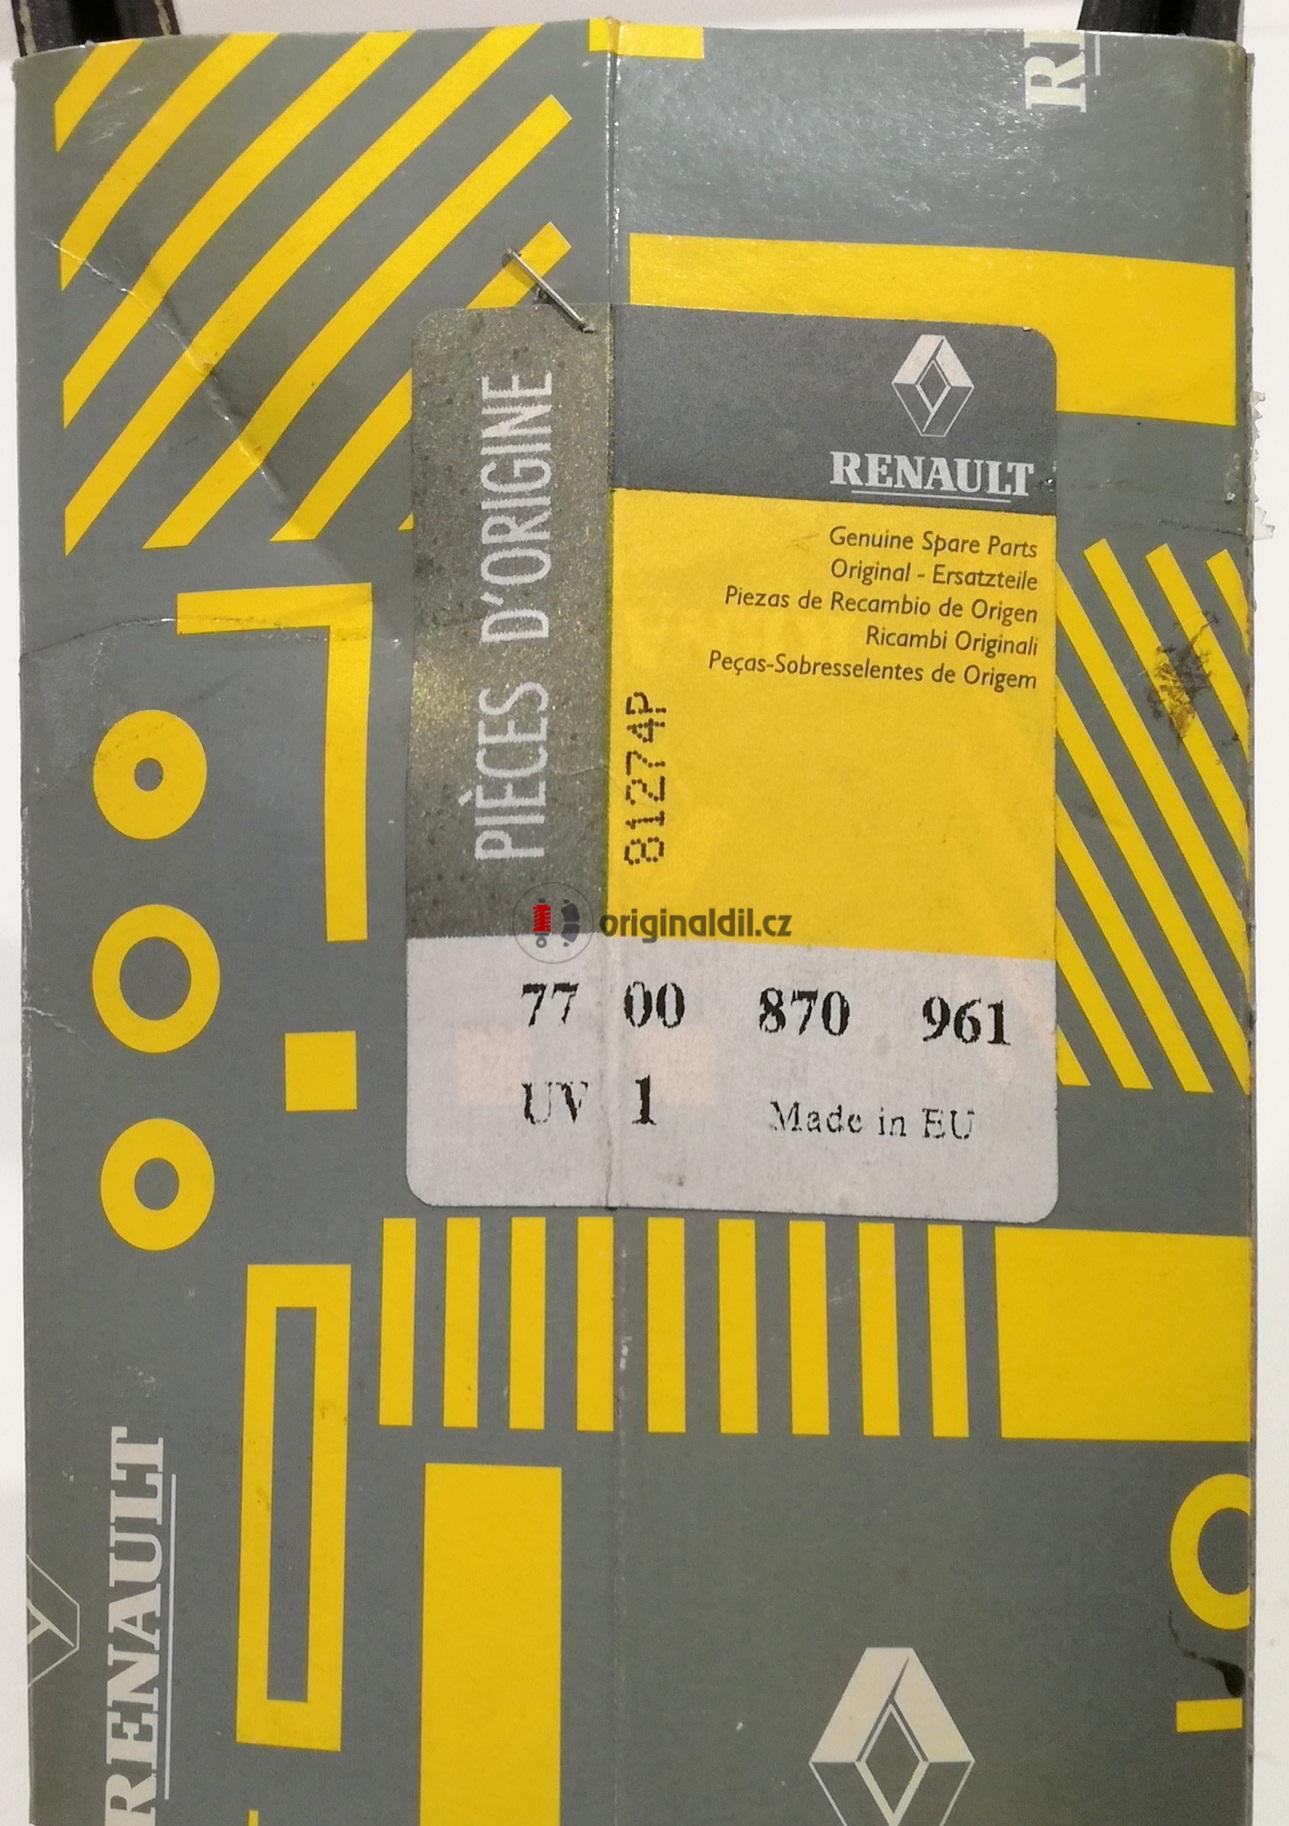 RE
PIÈCES D'ORIGINE
RENAULT
Genuine Spare Parts
Original - Ersatzteile
Piezas de Recambio de Origen
Ricambi Originali
Peças-Sobresselentes de Origem
81274P
originaldil.cz
77 00 870 961
UV 1 Made in EU
RENAULT